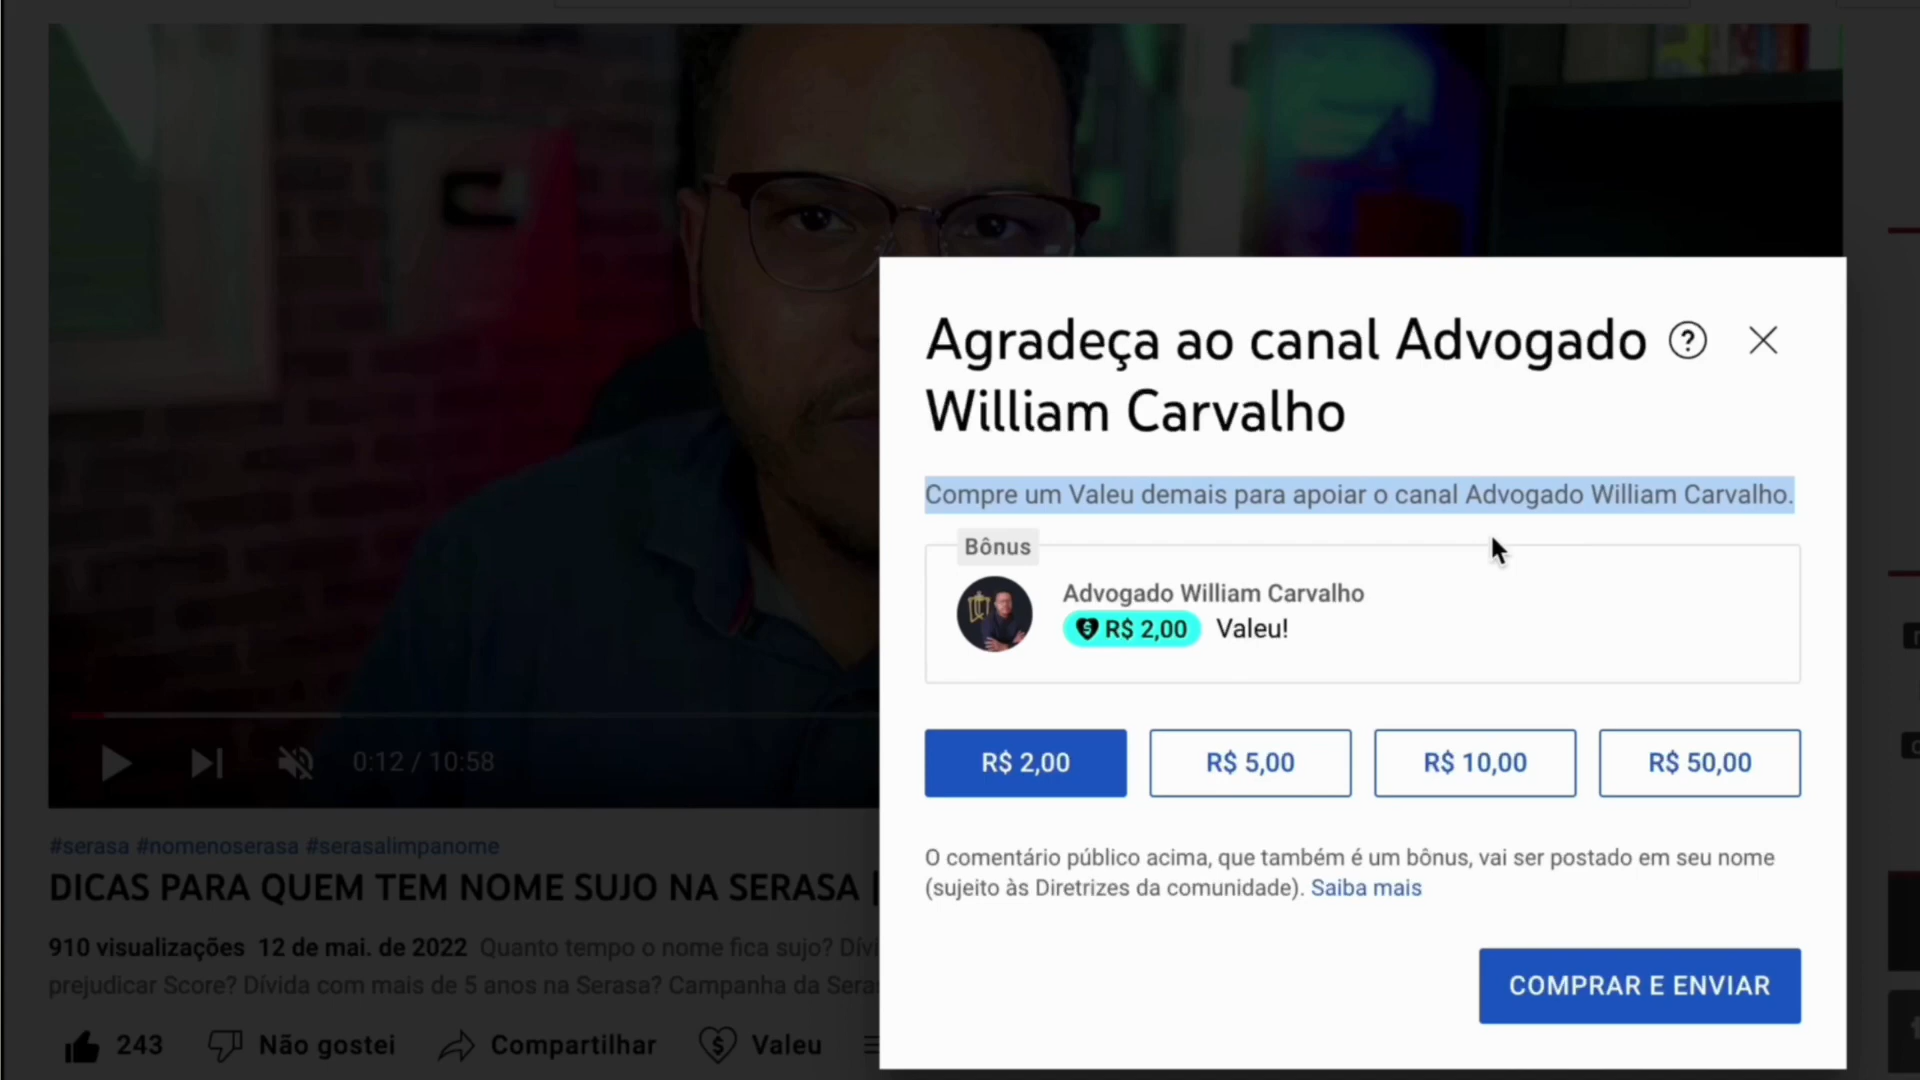 Agradeça ao canal Advogado
William Carvalho
Compre um Valeu demais para apoiar o canal Advogado William Carvalho.
Bônus
Advogado William Carvalho
R$ 2,00 Valeu!
R$ 2,00 R$ 5,00 R$ 10,00 R$ 50,00
O comentário público acima, que também é um bônus, vai ser postado em seu nome
(sujeito às Diretrizes da comunidade). Saiba mais
COMPRAR E ENVIAR
0:12 / 10:58
#serasa #nomenoserasa #serasalimpanome
DICAS PARA QUEM TEM NOME SUJO NA SERASA |
910 visualizações 12 de mai. de 2022 Quanto tempo o nome fica sujo?
prejudicar Score? Dívida com mais de 5 anos na Serasa? Campanha da
243 Não gostei Compartilhar Valeu